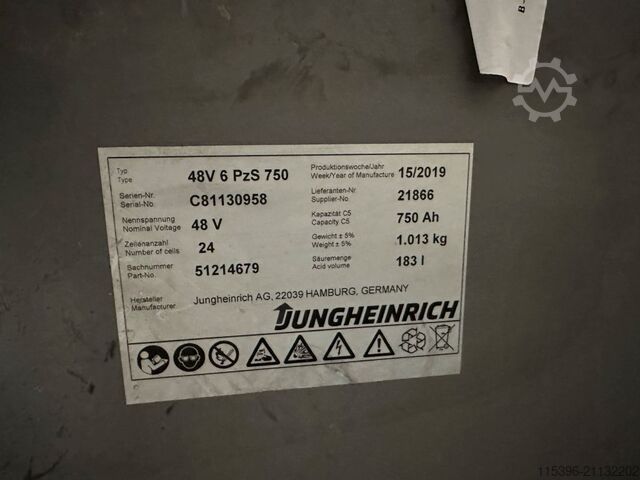 B -
M
Typ
Type
48V 6 PzS 750
Produktionswoche/Jahr
Week/Year of Manufacture
15/2019
Serien-Nr.
Serial-No.
C81130958
Lieferanten-Nr.
Supplier-No.
21866
Nennspannung
Nominal Voltage
48 V
Kapazität C5
Capacity C5
750 Ah
Zellenanzahl
Number of cells
24
Gewicht ± 5%
Weight ± 5%
1.013 kg
Sachnummer
Part-No.
51214679
Säuremenge
Acid volume
183 l
Hersteller
Manufacturer
Jungheinrich AG, 22039 HAMBURG, GERMANY
JUNGHEINRICH
115396-21132202